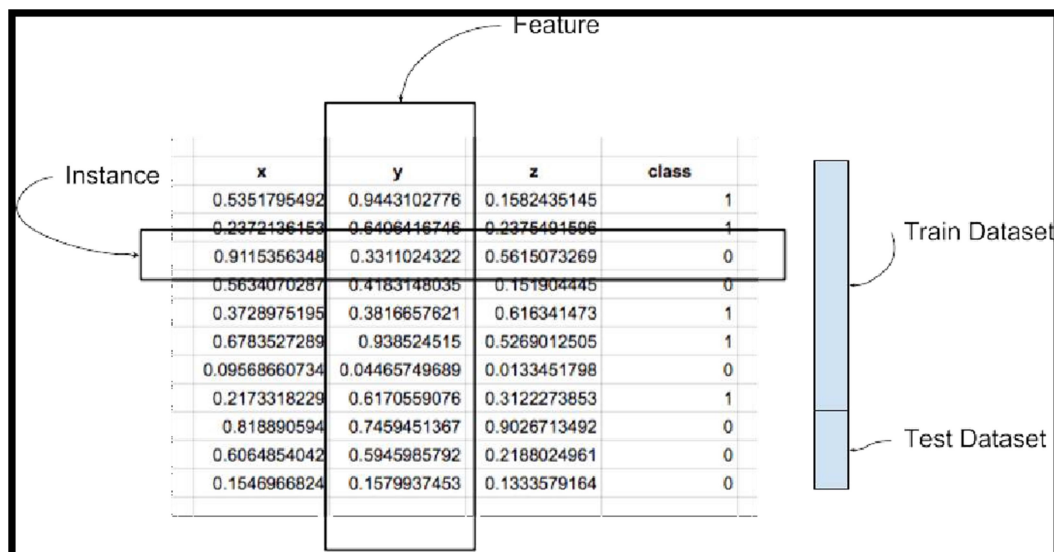 Feature
Instance
x y z class
0.5351795492 0.9443102776 0.1582435145 1
0.2372136153 0.6406416746 0.2375491596 1
0.9115356348 0.3311024322 0.5615073269 0
0.5634070287 0.4183148035 0.151904445 0
0.3728975195 0.3816657621 0.616341473 1
0.6783527289 0.938524515 0.5269012505 1
0.09568660734 0.04465749689 0.0133451798 0
0.2173318229 0.6170559076 0.3122273853 1
0.818890594 0.7459451367 0.9026713492 0
0.6064854042 0.5945985792 0.2188024961 0
0.1546966824 0.1579937453 0.1333579164 0
Train Dataset
Test Dataset